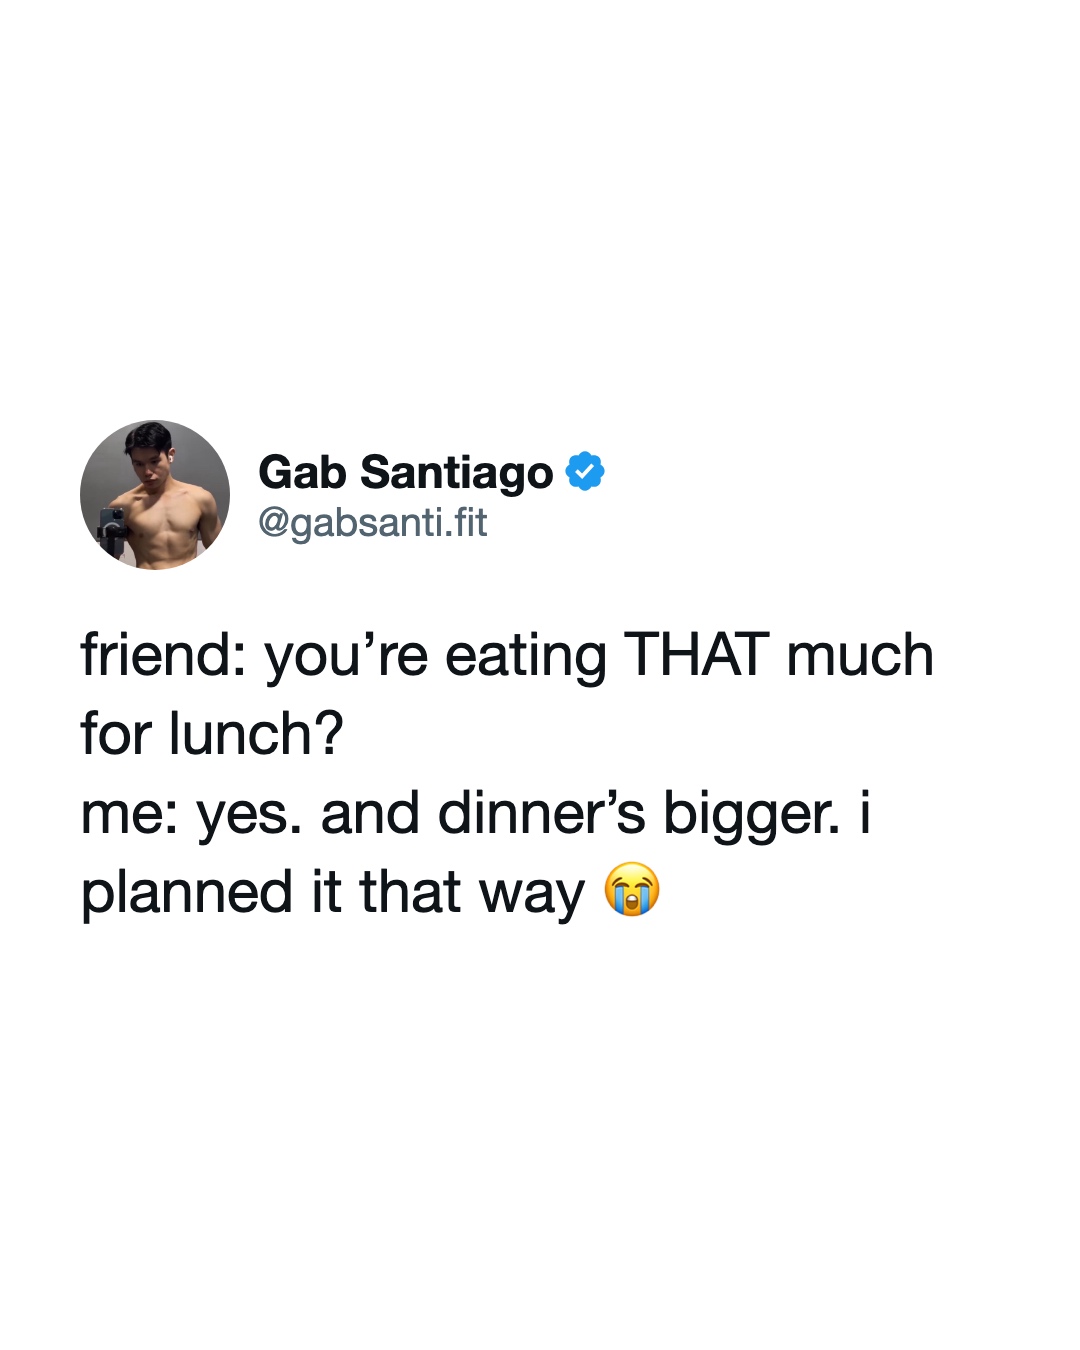 Gab Santiago
@gabsanti.fit
friend: you’re eating THAT much
for lunch?
me: yes. and dinner’s bigger. i
planned it that way 😭